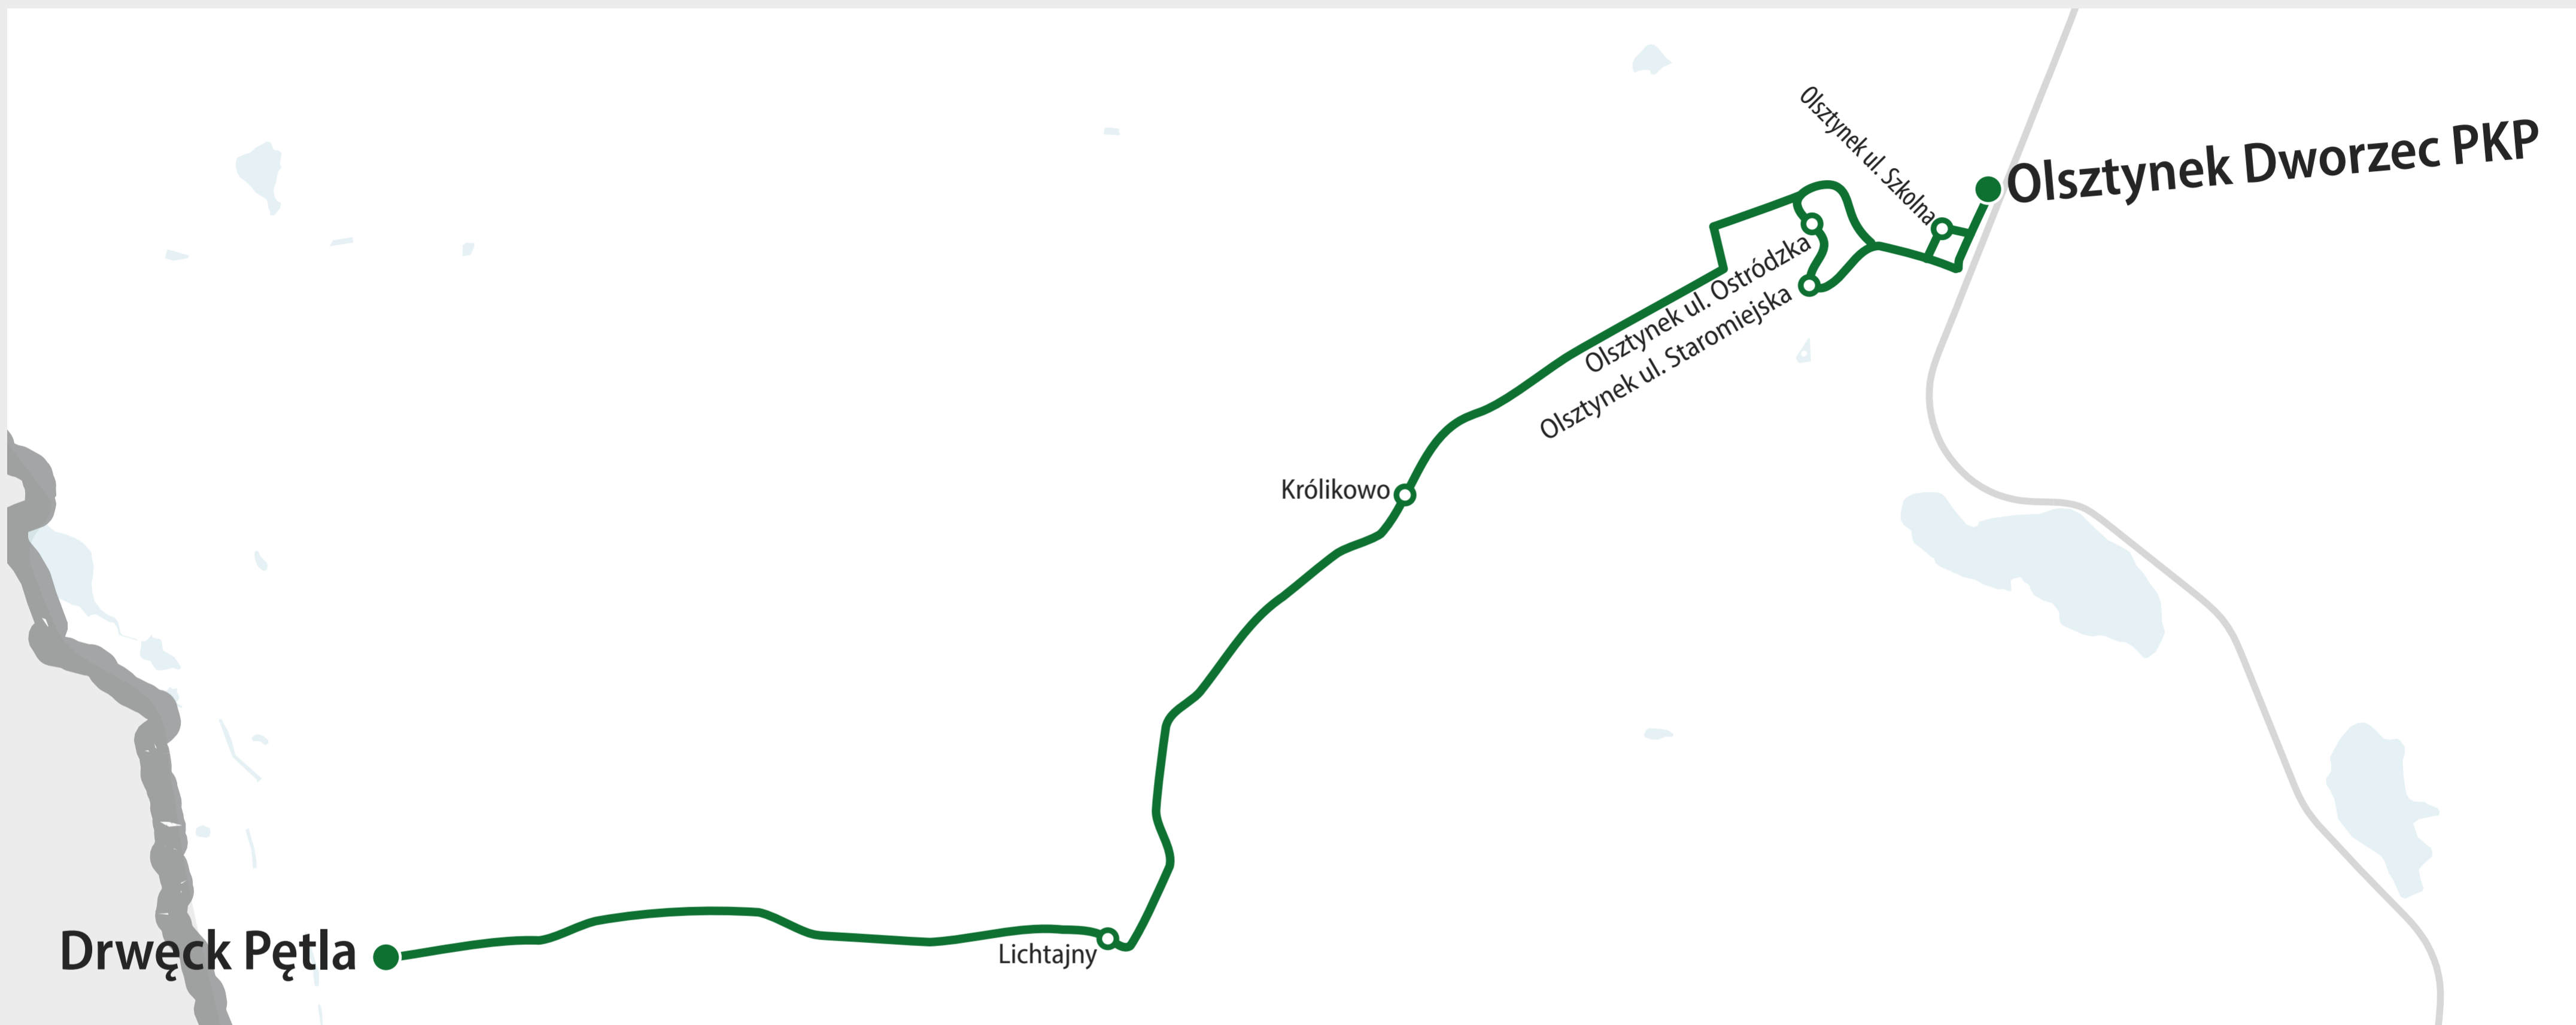 Olsztynek ul. Szkolna
Olsztynek Dworzec PKP
Olsztynek ul. Ostródzka
Olsztynek ul. Staromiejska
Królikowo
Lichtajny
Drwęck Pętla